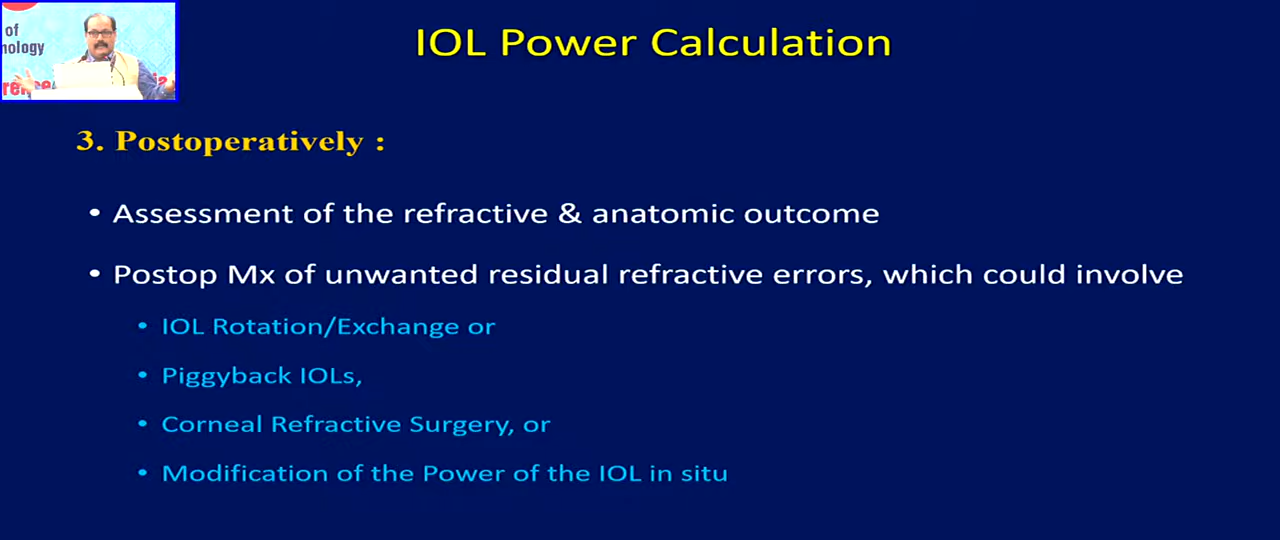 of
IOL Power Calculation
3. Postoperatively :
• Assessment of the refractive & anatomic outcome
• Postop Mx of unwanted residual refractive errors, which could involve
• IOL Rotation/Exchange or
• Piggyback IOLs,
• Corneal Refractive Surgery, or
• Modification of the Power of the IOL in situ